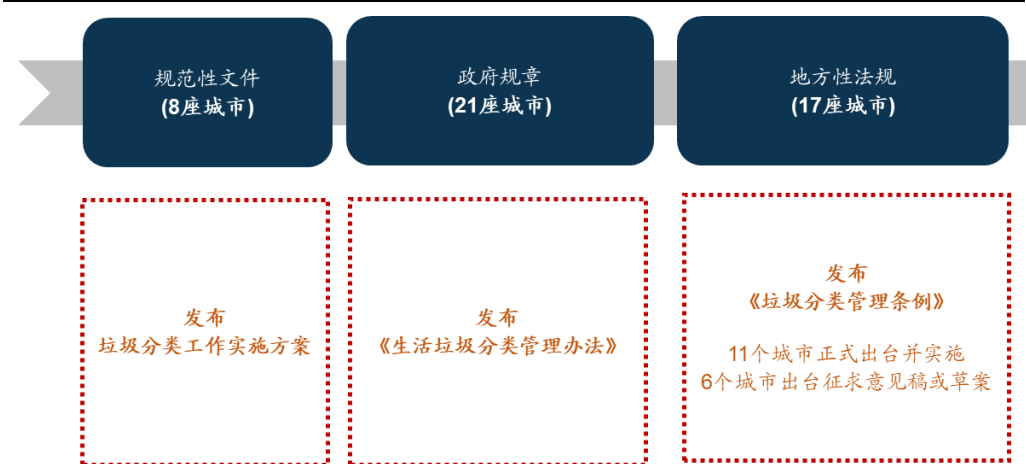 规范性文件
(8座城市)
政府规章
(21座城市)
地方性法规
(17座城市)
发布
垃圾分类工作实施方案
发布
《生活垃圾分类管理办法》
发布
《垃圾分类管理条例》
11个城市正式出台并实施
6个城市出台征求意见稿或草案